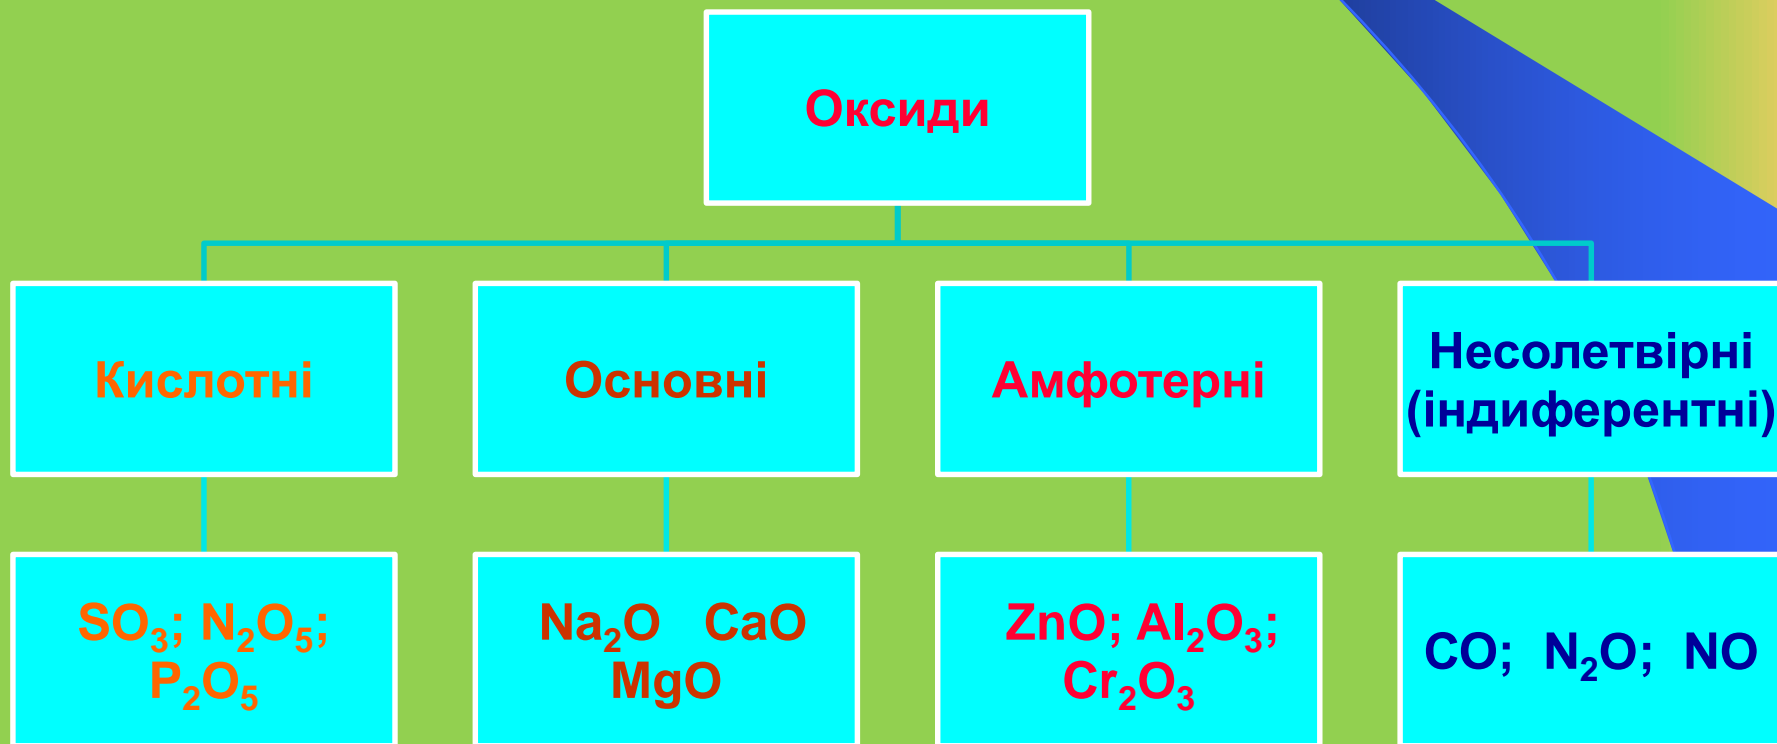 Оксиди
Кислотні
Основні
Амфотерні
Несолетвірні
(індиферентні)
SO₃; N₂O₅;
P₂O₅
Na₂O CaO
MgO
ZnO; Al₂O₃;
Cr₂O₃
CO; N₂O; NO